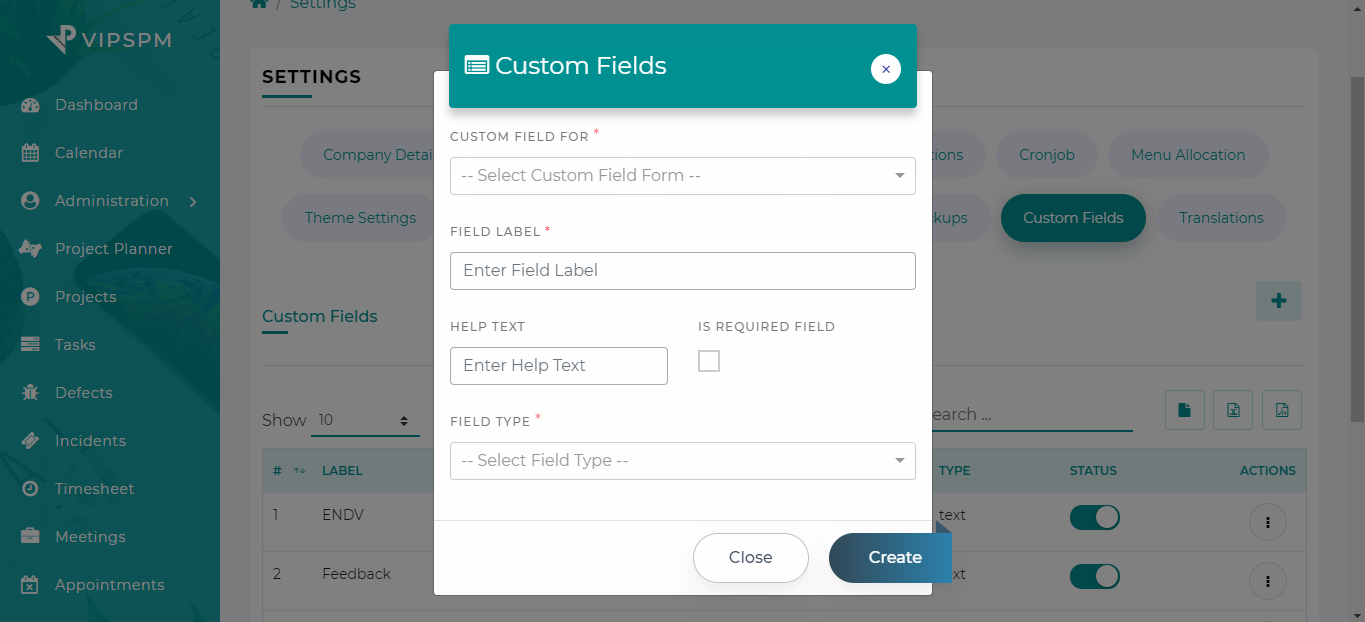 Settings
VIPSPM
Dashboard
Calendar
Administration
Project Planner
Projects
Tasks
Defects
Incidents
Timesheet
Meetings
Appointments
SETTINGS
Company Detai
ions
Cronjob
Menu Allocation
Theme Settings
ckups
Custom Fields
Translations
Custom Fields
Show 10
earch ...
# LABEL TYPE STATUS ACTIONS
1 ENDV text
2 Feedback xt
Custom Fields
×
CUSTOM FIELD FOR *
-- Select Custom Field Form --
FIELD LABEL *
Enter Field Label
HELP TEXT
IS REQUIRED FIELD
Enter Help Text
FIELD TYPE *
-- Select Field Type --
Close
Create